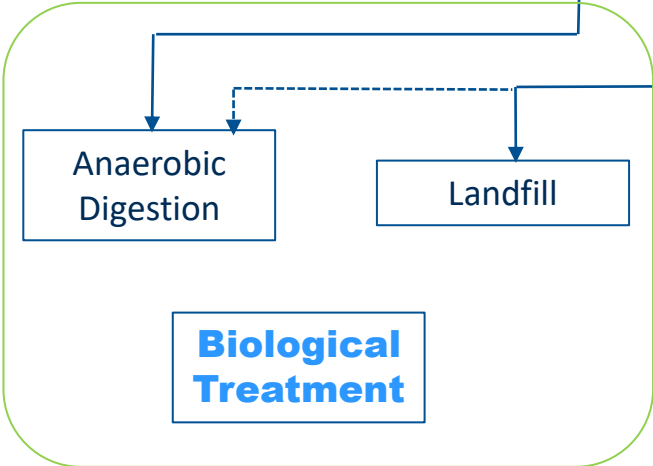 Anaerobic
Digestion
Landfill
Biological
Treatment